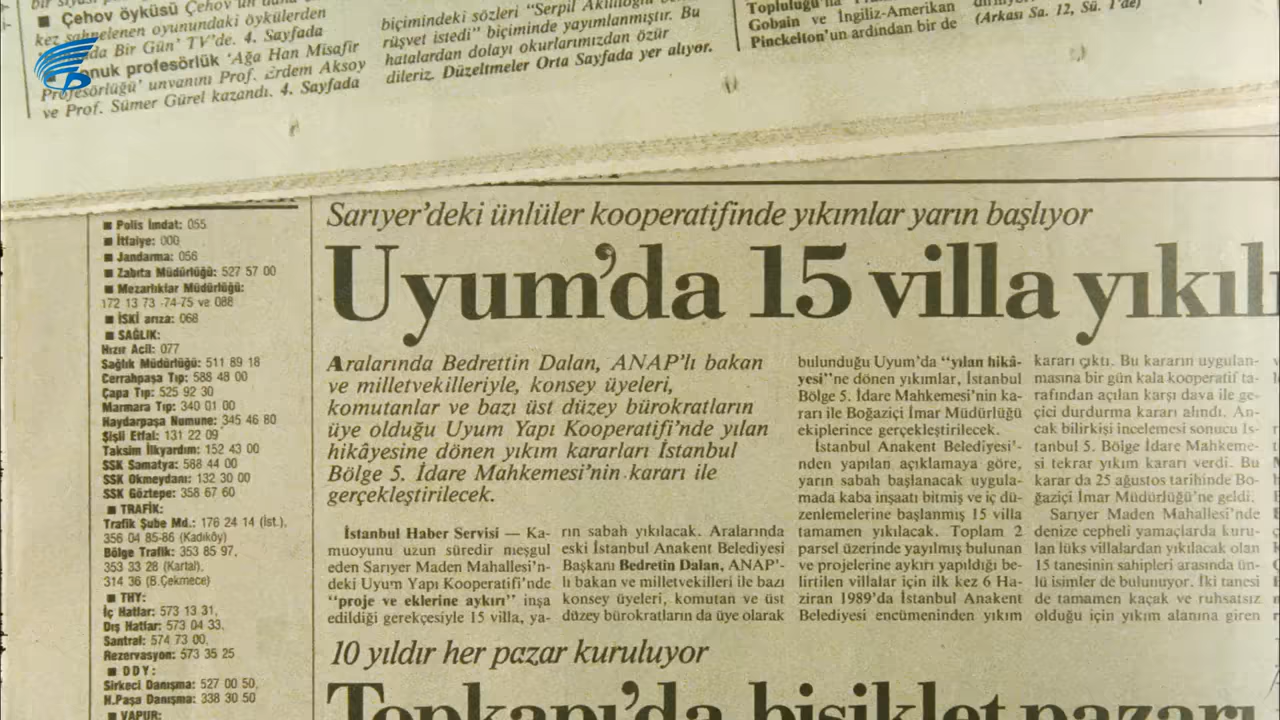 ■ Çehov öyküsü Çehov'un daha
kez sahnelenen oyunundaki öykülerden
da Bir Gün' TV'de. 4. Sayfada
onuk profesörlük 'Ağa Han Misafir
Profesörlüğü' unvanını Prof. Erdem Aksoy
ve Prof. Sümer Gürel kazandı. 4. Sayfada
biçimindeki sözleri "Serpil
rüşvet istedi" biçiminde yayımlanmıştır. Bu
hatalardan dolayı okurlarımızdan özür
dileriz. Düzeltmeler Orta Sayfada yer alıyor.
Topluluğu'na
Gobain ve İngiliz-Amerikan
Pinckelton'un ardından bir de
(Arkası Sa. 12, Sü. 1'de)
■ Polis İmdat: 055
■ İtfaiye: 000
■ Jandarma: 056
■ Zabıta Müdürlüğü: 527 57 00
■ Mezarlıklar Müdürlüğü:
172 13 73 -74-75 ve 088
■ İSKİ arıza: 068
■ SAĞLIK:
Hızır Acil: 077
Sağlık Müdürlüğü: 511 89 18
Cerrahpaşa Tıp: 588 48 00
Çapa Tıp: 525 92 30
Marmara Tıp: 340 01 00
Haydarpaşa Numune: 345 46 80
Şişli Etfal: 131 22 09
Taksim İlkyardım: 152 43 00
SSK Samatya: 588 44 00
SSK Okmeydanı: 132 30 00
SSK Göztepe: 358 67 60
■ TRAFİK:
Trafik Şube Md.: 176 24 14 (İst.),
356 04 85-86 (Kadıköy)
Bölge Trafik: 353 85 97,
353 33 28 (Kartal),
314 36 (B.Çekmece)
■ THY:
İç Hatlar: 573 13 31,
Dış Hatlar: 573 04 33,
Santral: 574 73 00,
Rezervasyon: 573 35 25
■ DDY:
Sirkeci Danışma: 527 00 50,
H.Paşa Danışma: 338 30 50
■ VAPUR:
Sarıyer'deki ünlüler kooperatifinde yıkımlar yarın başlıyor
Uyum'da 15 villa yıkılı
Aralarında Bedrettin Dalan, ANAP'lı bakan
ve milletvekilleriyle, konsey üyeleri,
komutanlar ve bazı üst düzey bürokratların
üye olduğu Uyum Yapı Kooperatifi'nde yılan
hikâyesine dönen yıkım kararları İstanbul
Bölge 5. İdare Mahkemesi'nin kararı ile
gerçekleştirilecek.
İstanbul Haber Servisi — Ka-
muoyunu uzun süredir meşgul
eden Sarıyer Maden Mahallesi'n-
deki Uyum Yapı Kooperatifi'nde
"proje ve eklerine aykırı" inşa
edildiği gerekçesiyle 15 villa, ya-
rın sabah yıkılacak. Aralarında
eski İstanbul Anakent Belediyesi
Başkanı Bedrettin Dalan, ANAP'-
lı bakan ve milletvekilleri ile bazı
konsey üyeleri, komutan ve üst
düzey bürokratların da üye olarak
bulunduğu Uyum'da "yılan hikâ-
yesi"ne dönen yıkımlar, İstanbul
Bölge 5. İdare Mahkemesi'nin ka-
rarı ile Boğaziçi İmar Müdürlüğü
ekiplerince gerçekleştirilecek.
İstanbul Anakent Belediyesi'-
nden yapılan açıklamaya göre,
yarın sabah başlanacak uygula-
mada kaba inşaatı bitmiş ve iç dü-
zenlemelerine başlanmış 15 villa
tamamen yıkılacak. Toplam 2
parsel üzerinde yayılmış bulunan
ve projelerine aykırı yapıldığı be-
lirtilen villalar için ilk kez 6 Ha-
ziran 1989'da İstanbul Anakent
Belediyesi encümeninden yıkım
kararı çıktı. Bu kararın uygulan-
masına bir gün kala kooperatif ta-
rafından açılan karşı dava ile ge-
çici durdurma kararı alındı. An-
cak bilirkişi incelemesi sonucu İs-
tanbul 5. Bölge İdare Mahkeme-
si tekrar yıkım kararı verdi. Bu
karar da 25 ağustos tarihinde Bo-
ğaziçi İmar Müdürlüğü'ne geldi.
Sarıyer Maden Mahallesi'nde
denize cepheli yamaçlarda kuru-
lan lüks villalardan yıkılacak olan
15 tanesinin sahipleri arasında ün-
lü isimler de bulunuyor. İki tanesi
de tamamen kaçak ve ruhsatsız
olduğu için yıkım alanına giren
10 yıldır her pazar kuruluyor
Topkapı'da bisiklet pazarı